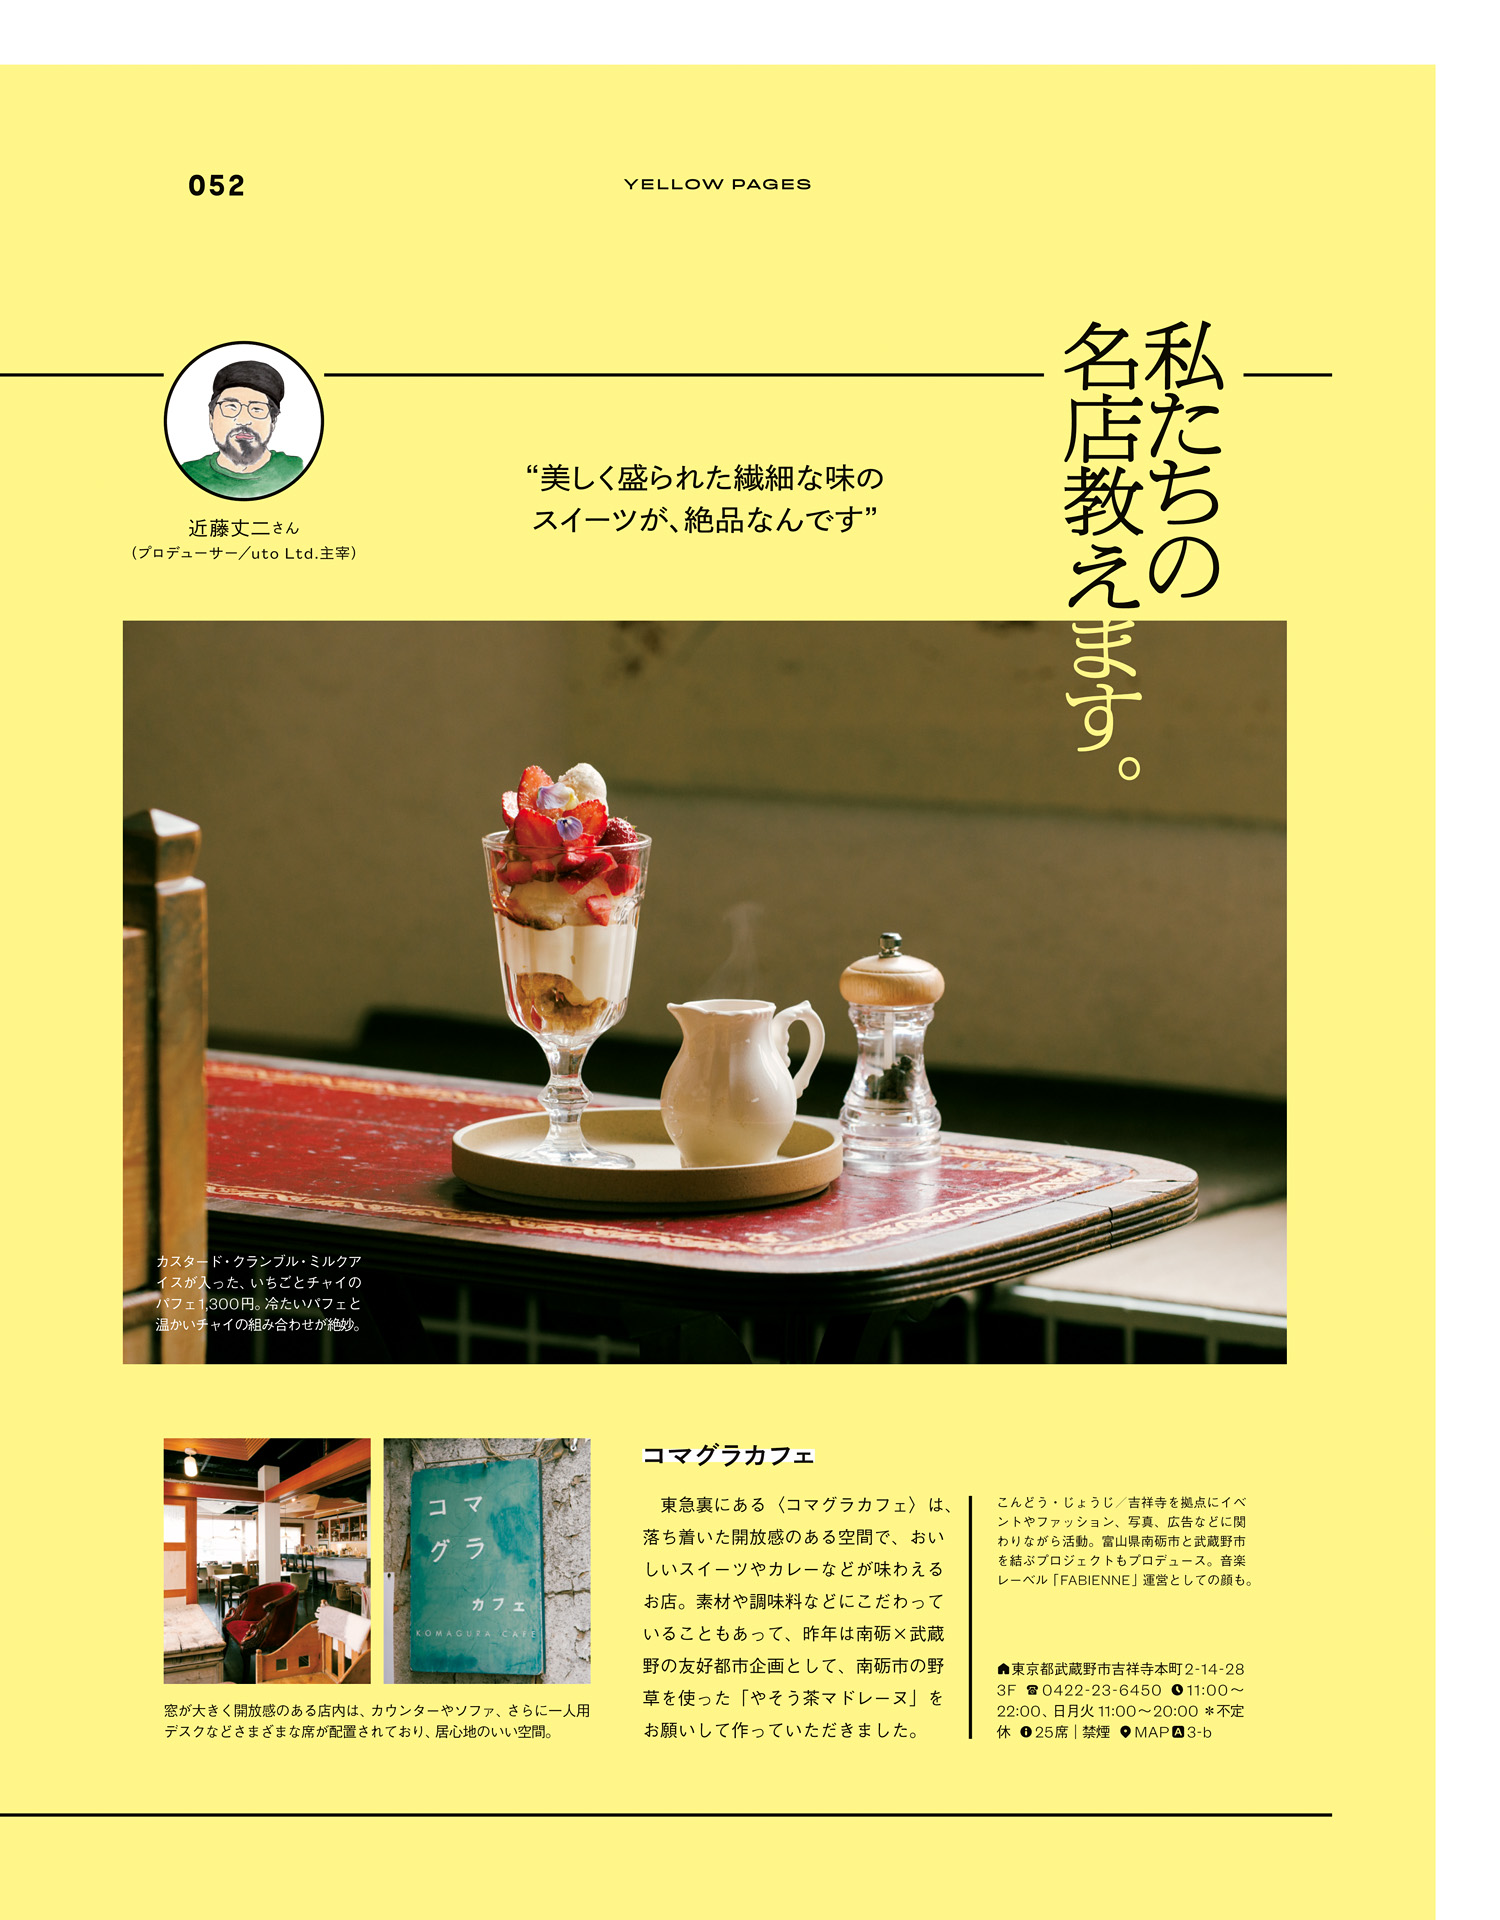 052
YELLOW PAGES
私たちの
名店教えます。
近藤丈二さん
（プロデューサー／uto Ltd.主宰）
“美しく盛られた繊細な味の
スイーツが、絶品なんです”
カスタード・クランブル・ミルクア
イスが入った、いちごとチャイの
パフェ1,300円。冷たいパフェと
温かいチャイの組み合わせが絶妙。
コマ
グラ
カフェ
KOMAGURA CAFE
窓が大きく開放感のある店内は、カウンターやソファ、さらに一人用
デスクなどさまざまな席が配置されており、居心地のいい空間。
コマグラカフェ
東急裏にある〈コマグラカフェ〉は、
落ち着いた開放感のある空間で、おい
しいスイーツやカレーなどが味わえる
お店。素材や調味料などにこだわって
いることもあって、昨年は南砺×武蔵
野の友好都市企画として、南砺市の野
草を使った「やそう茶マドレーヌ」を
お願いして作っていただきました。
こんどう・じょうじ／吉祥寺を拠点にイベ
ントやファッション、写真、広告などに関
わりながら活動。富山県南砺市と武蔵野市
を結ぶプロジェクトもプロデュース。音楽
レーベル「FABIENNE」運営としての顔も。
東京都武蔵野市吉祥寺本町2-14-28
3F ☎0422-23-6450 11:00〜
22:00、日月火 11:00〜20:00 ＊不定
休 25席｜禁煙 MAP A 3-b